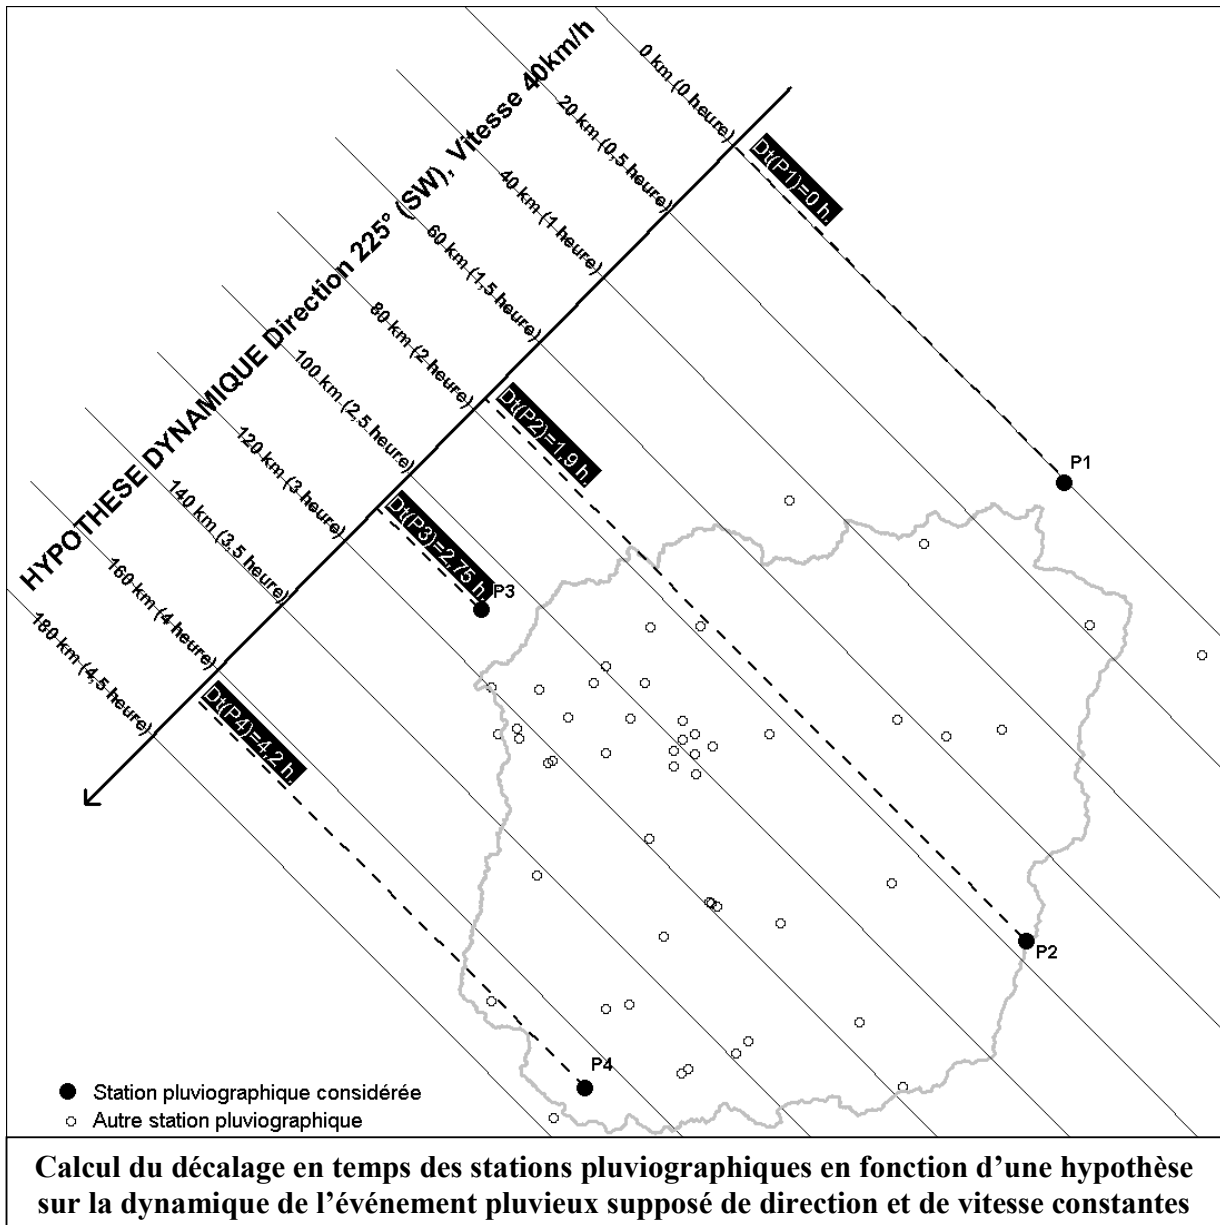 HYPOTHESE DYNAMIQUE Direction 225° (SW), Vitesse 40km/h
0 km (0 heure)
20 km (0,5 heure)
40 km (1 heure)
60 km (1,5 heure)
80 km (2 heure)
100 km (2,5 heure)
120 km (3 heure)
140 km (3,5 heure)
160 km (4 heure)
180 km (4,5 heure)
Dt(P1)=0 h.
Dt(P2)=1,9 h.
Dt(P3)=2,75 h.
Dt(P4)=4,2 h.
P1
P3
P2
P4
Station pluviographique considérée
Autre station pluviographique
Calcul du décalage en temps des stations pluviographiques en fonction d’une hypothèse
sur la dynamique de l’événement pluvieux supposé de direction et de vitesse constantes